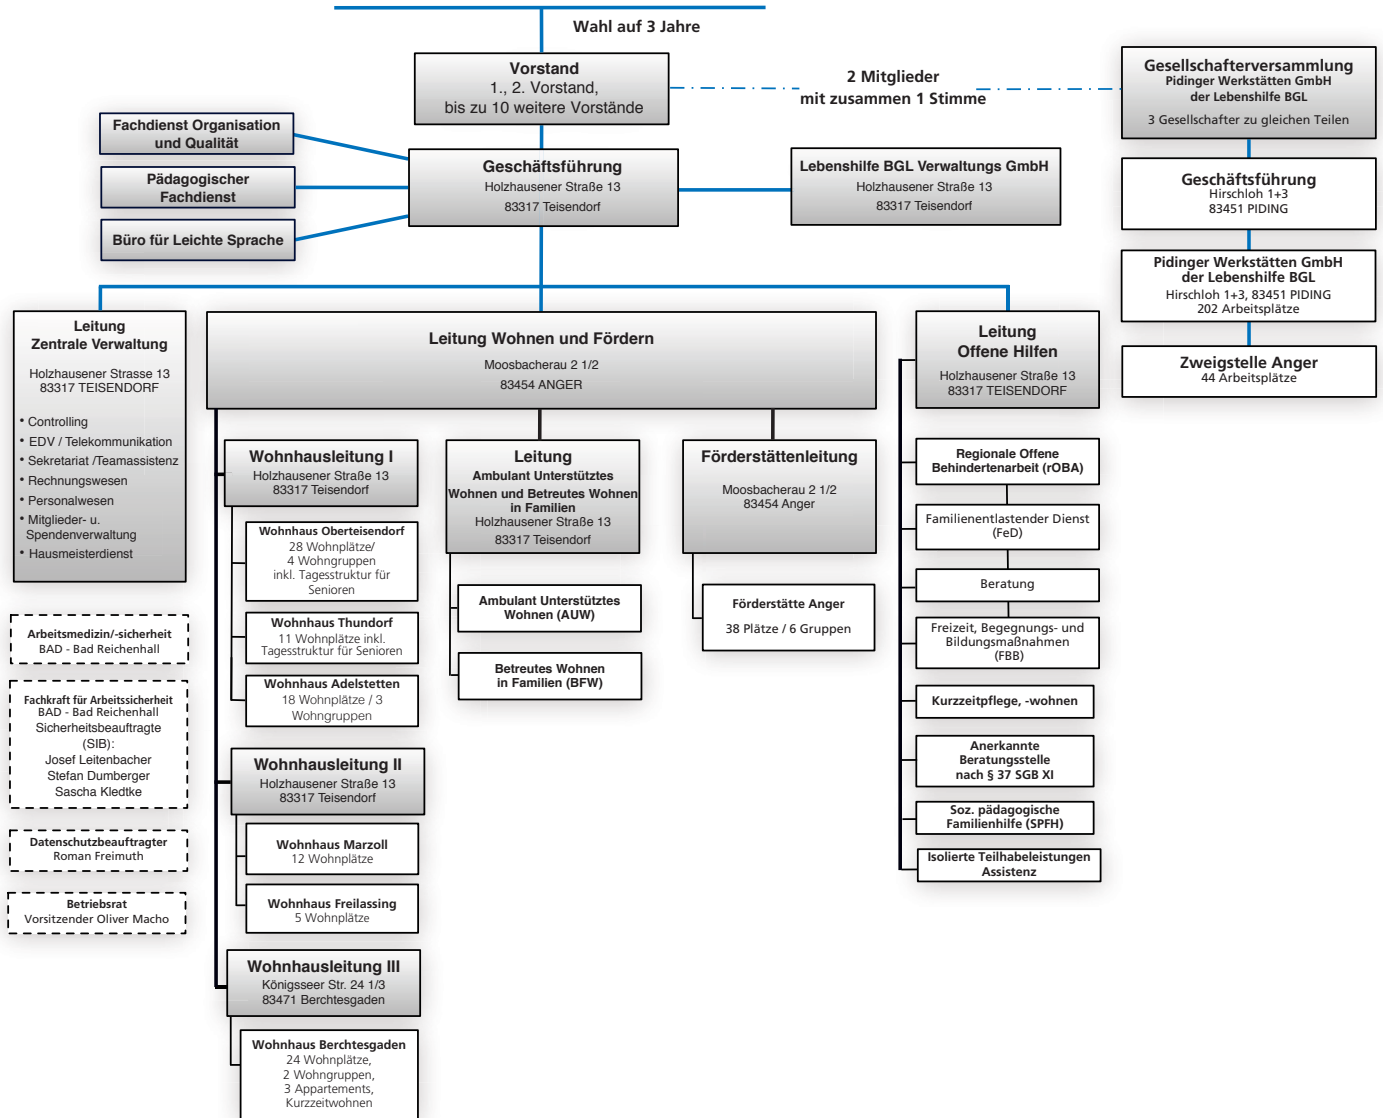 Wahl auf 3 Jahre
Vorstand
1., 2. Vorstand,
bis zu 10 weitere Vorstände
2 Mitglieder
mit zusammen 1 Stimme
Gesellschafterversammlung
Pidinger Werkstätten GmbH
der Lebenshilfe BGL
3 Gesellschafter zu gleichen Teilen
Fachdienst Organisation
und Qualität
Pädagogischer
Fachdienst
Büro für Leichte Sprache
Geschäftsführung
Holzhausener Straße 13
83317 Teisendorf
Lebenshilfe BGL Verwaltungs GmbH
Holzhausener Straße 13
83317 Teisendorf
Geschäftsführung
Hirschloh 1+3
83451 PIDING
Pidinger Werkstätten GmbH
der Lebenshilfe BGL
Hirschloh 1+3, 83451 PIDING
202 Arbeitsplätze
Zweigstelle Anger
44 Arbeitsplätze
Leitung
Zentrale Verwaltung
Holzhausener Strasse 13
83317 TEISENDORF
• Controlling
• EDV / Telekommunikation
• Sekretariat /Teamassistenz
• Rechnungswesen
• Personalwesen
• Mitglieder- u.
Spendenverwaltung
• Hausmeisterdienst
Arbeitsmedizin/-sicherheit
BAD - Bad Reichenhall
Fachkraft für Arbeitssicherheit
BAD - Bad Reichenhall
Sicherheitsbeauftragte
(SIB):
Josef Leitenbacher
Stefan Dumberger
Sascha Kledtke
Datenschutzbeauftragter
Roman Freimuth
Betriebsrat
Vorsitzender Oliver Macho
Leitung Wohnen und Fördern
Moosbacherau 2 1/2
83454 ANGER
Wohnhausleitung I
Holzhausener Straße 13
83317 Teisendorf
Wohnhaus Oberteisendorf
28 Wohnplätze/
4 Wohngruppen
inkl. Tagesstruktur für
Senioren
Wohnhaus Thundorf
11 Wohnplätze inkl.
Tagesstruktur für Senioren
Wohnhaus Adelstetten
18 Wohnplätze / 3
Wohngruppen
Wohnhausleitung II
Holzhausener Straße 13
83317 Teisendorf
Wohnhaus Marzoll
12 Wohnplätze
Wohnhaus Freilassing
5 Wohnplätze
Wohnhausleitung III
Königsseer Str. 24 1/3
83471 Berchtesgaden
Wohnhaus Berchtesgaden
24 Wohnplätze,
2 Wohngruppen,
3 Appartements,
Kurzzeitwohnen
Leitung
Ambulant Unterstütztes
Wohnen und Betreutes Wohnen
in Familien
Holzhausener Straße 13
83317 Teisendorf
Ambulant Unterstütztes
Wohnen (AUW)
Betreutes Wohnen
in Familien (BFW)
Förderstättenleitung
Moosbacherau 2 1/2
83454 Anger
Förderstätte Anger
38 Plätze / 6 Gruppen
Leitung
Offene Hilfen
Holzhausener Straße 13
83317 TEISENDORF
Regionale Offene
Behindertenarbeit (rOBA)
Familienentlastender Dienst
(FeD)
Beratung
Freizeit, Begegnungs- und
Bildungsmaßnahmen
(FBB)
Kurzzeitpflege, -wohnen
Anerkannte
Beratungsstelle
nach § 37 SGB XI
Soz. pädagogische
Familienhilfe (SPFH)
Isolierte Teilhabeleistungen
Assistenz